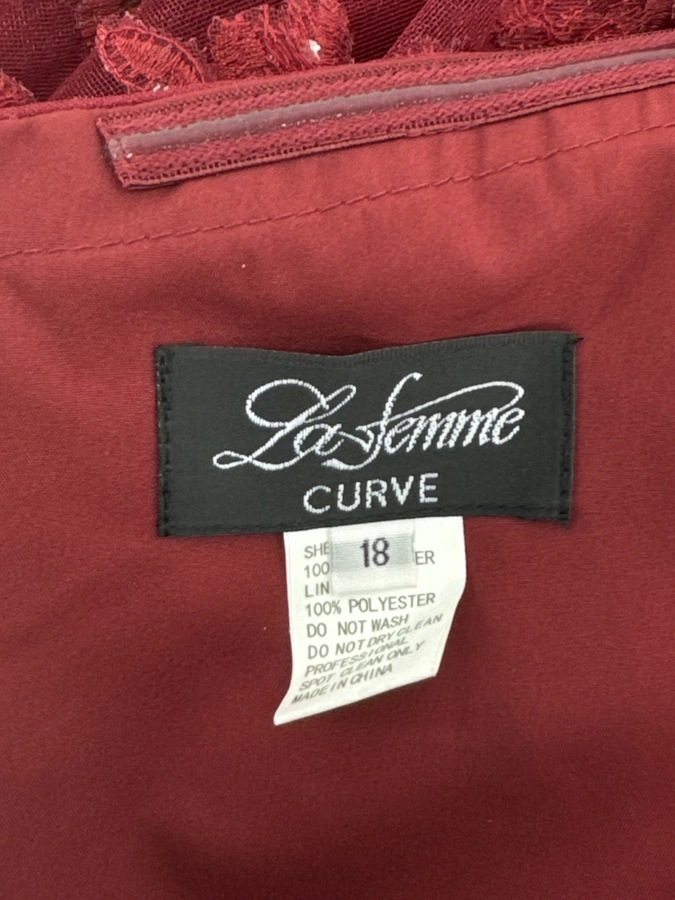 La femme
CURVE
18
SHE
100 ER
LIN
100% POLYESTER
DO NOT WASH
DO NOT DRY CLEAN
PROFESSIONAL
SPOT CLEAN ONLY
MADE IN CHINA